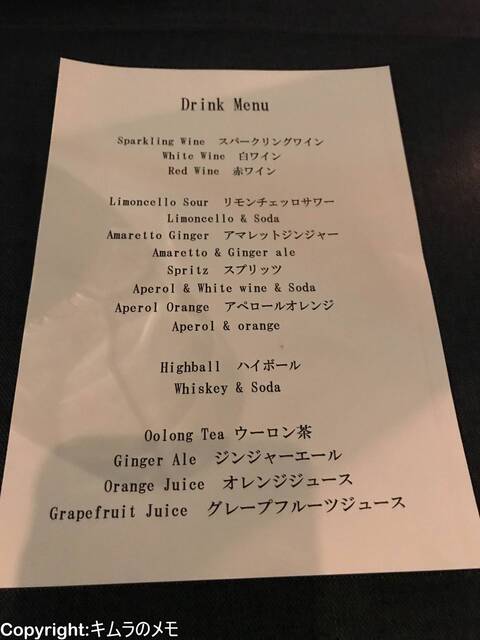 Drink Menu
Sparkling Wine スパークリングワイン
White Wine 白ワイン
Red Wine 赤ワイン
Limoncello Sour リモンチェッロサワー
Limoncello & Soda
Amaretto Ginger アマレットジンジャー
Amaretto & Ginger ale
Spritz スプリッツ
Aperol & White wine & Soda
Aperol Orange アペロールオレンジ
Aperol & orange
Highball ハイボール
Whiskey & Soda
Oolong Tea ウーロン茶
Ginger Ale ジンジャーエール
Orange Juice オレンジジュース
Grapefruit Juice グレープフルーツジュース
Copyright:キムラのメモ